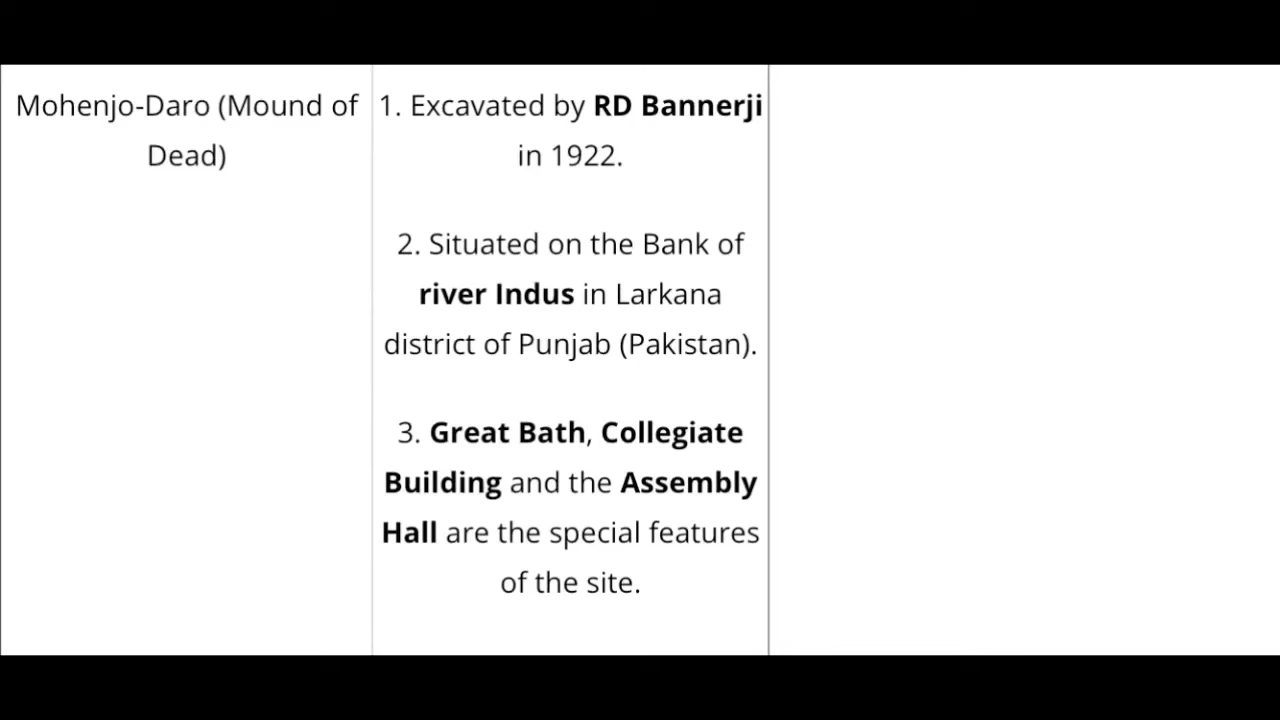 Mohenjo-Daro (Mound of
Dead)
1. Excavated by RD Bannerji
in 1922.
2. Situated on the Bank of
river Indus in Larkana
district of Punjab (Pakistan).
3. Great Bath, Collegiate
Building and the Assembly
Hall are the special features
of the site.